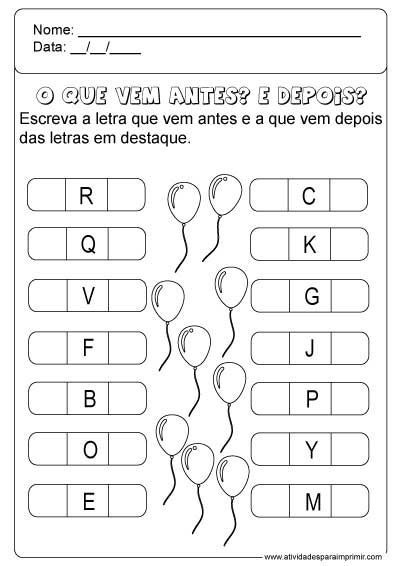 Nome: ____________________________
Data: __/__/____
O QUE VEM ANTES? E DEPOIS?
Escreva a letra que vem antes e a que vem depois
das letras em destaque.
R C
Q K
V G
F J
B P
O Y
E M
www.atividadesparaimprimir.com